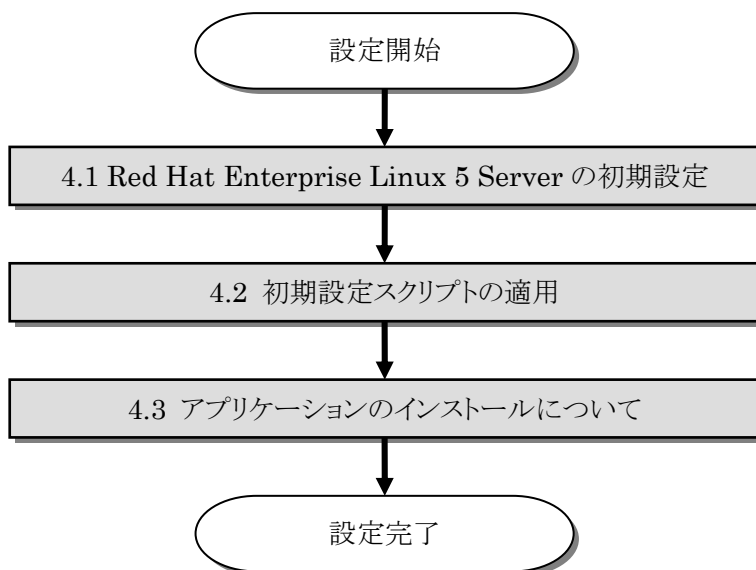 設定開始
4.1 Red Hat Enterprise Linux 5 Server の初期設定
4.2 初期設定スクリプトの適用
4.3 アプリケーションのインストールについて
設定完了